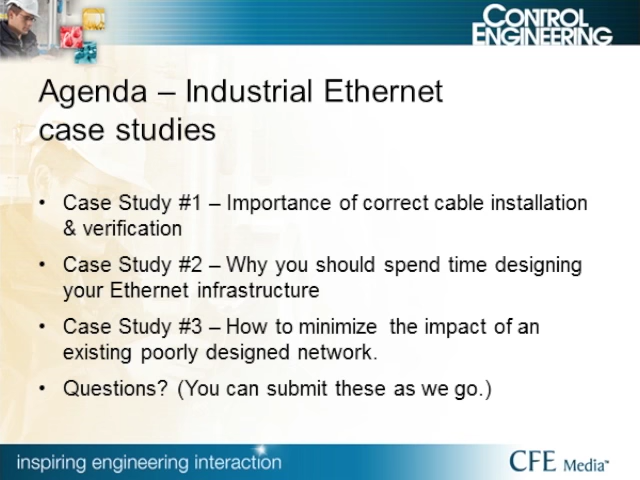 CONTROL
ENGINEERING
Agenda – Industrial Ethernet
case studies
• Case Study #1 – Importance of correct cable installation
& verification
• Case Study #2 – Why you should spend time designing
your Ethernet infrastructure
• Case Study #3 – How to minimize  the impact of an
existing poorly designed network.
• Questions? (You can submit these as we go.)
inspiring engineering interaction
CFE Media™